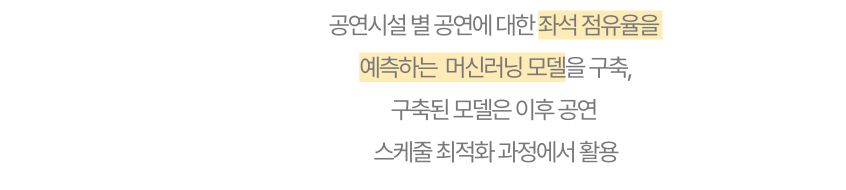 공연시설 별 공연에 대한 좌석 점유율을
예측하는 머신러닝 모델을 구축,
구축된 모델은 이후 공연
스케줄 최적화 과정에서 활용